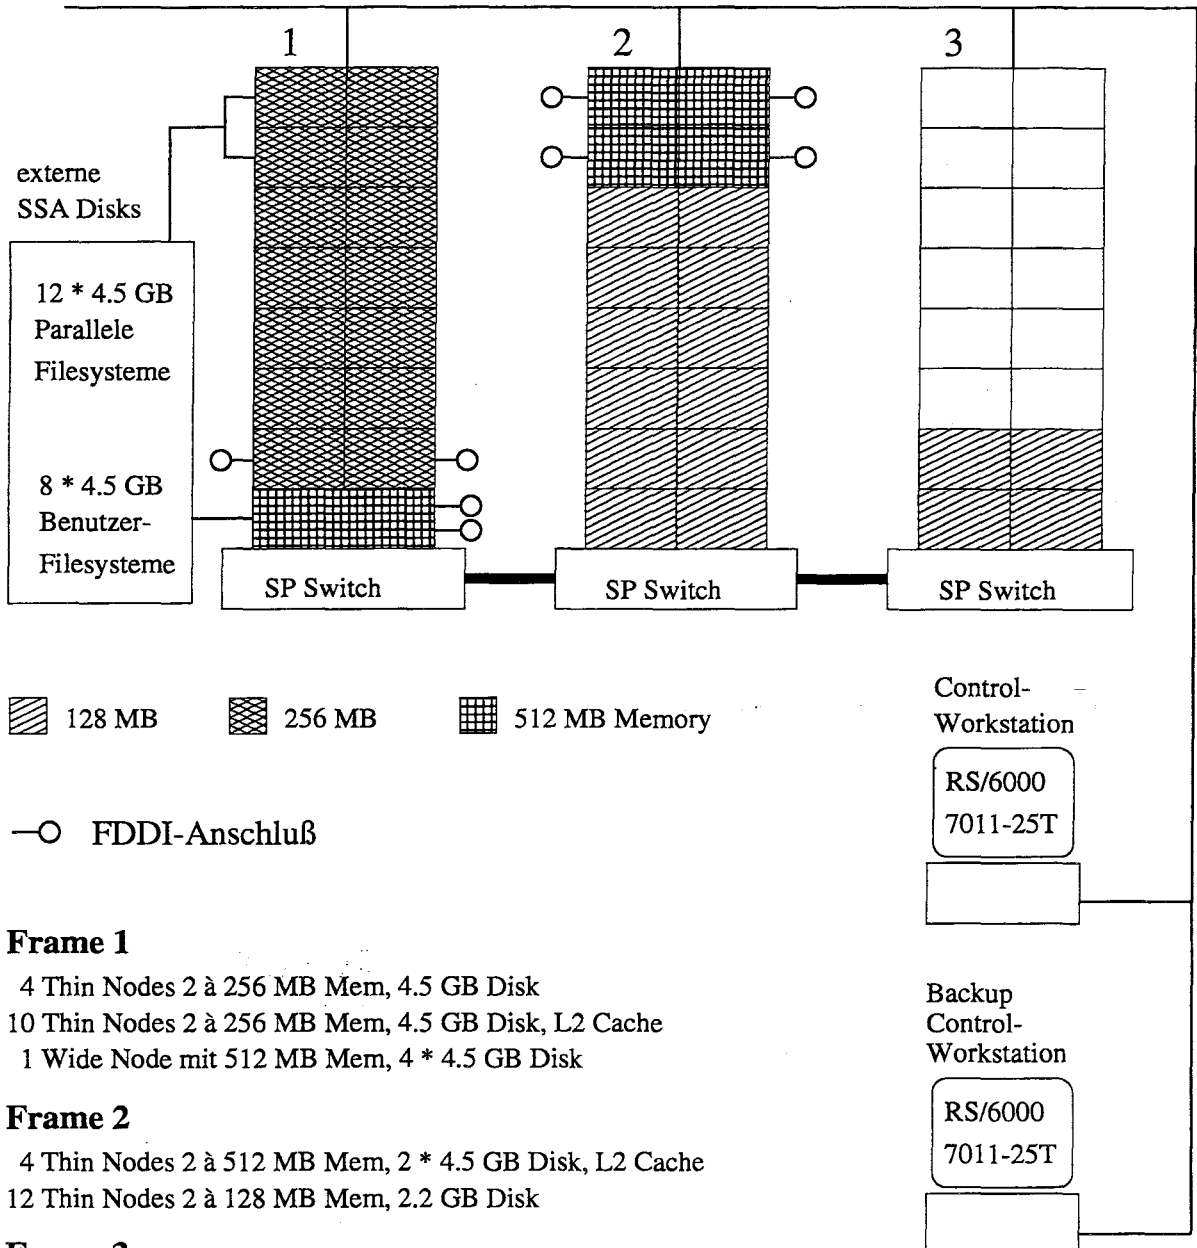 1
2
3
externe
SSA Disks
12 * 4.5 GB
Parallele
Filesysteme
8 * 4.5 GB
Benutzer-
Filesysteme
SP Switch
SP Switch
SP Switch
128 MB
256 MB
512 MB Memory
FDDI-Anschluß
Control-
Workstation
RS/6000
7011-25T
Frame 1
4 Thin Nodes 2 à 256 MB Mem, 4.5 GB Disk
10 Thin Nodes 2 à 256 MB Mem, 4.5 GB Disk, L2 Cache
1 Wide Node mit 512 MB Mem, 4 * 4.5 GB Disk
Backup
Control-
Workstation
RS/6000
7011-25T
Frame 2
4 Thin Nodes 2 à 512 MB Mem, 2 * 4.5 GB Disk, L2 Cache
12 Thin Nodes 2 à 128 MB Mem, 2.2 GB Disk